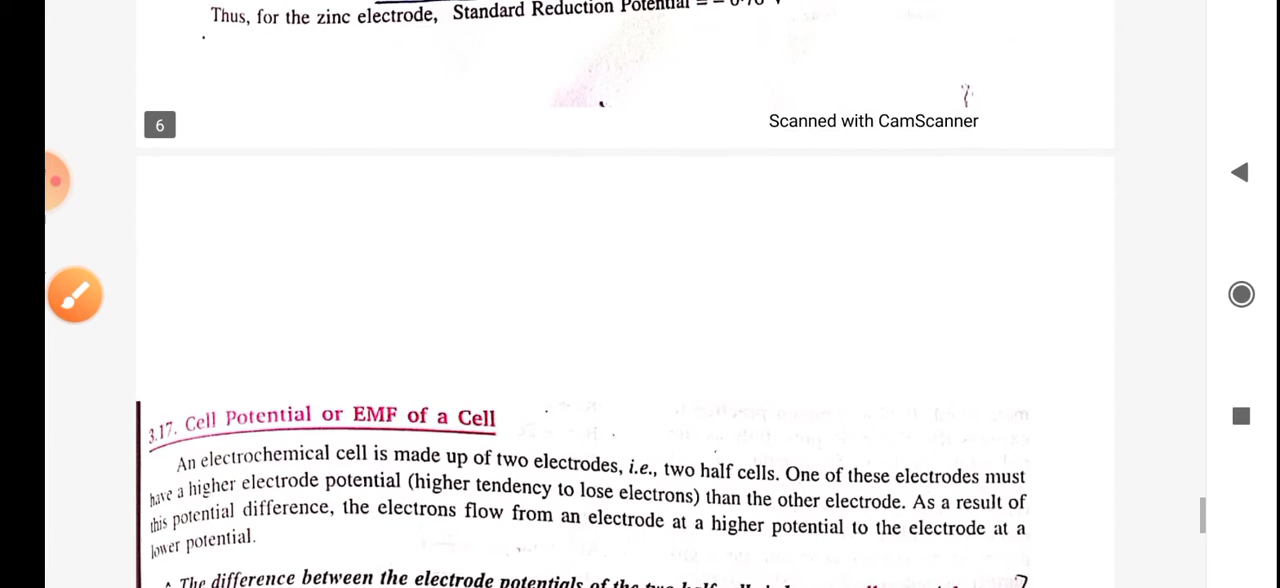 Thus, for the zinc electrode, Standard Reduction Potential = – 0·76 V
6
Scanned with CamScanner
3.17. Cell Potential or EMF of a Cell
An electrochemical cell is made up of two electrodes, i.e., two half cells. One of these electrodes must
have a higher electrode potential (higher tendency to lose electrons) than the other electrode. As a result of
this potential difference, the electrons flow from an electrode at a higher potential to the electrode at a
lower potential.
The difference between the electrode potentials of the two